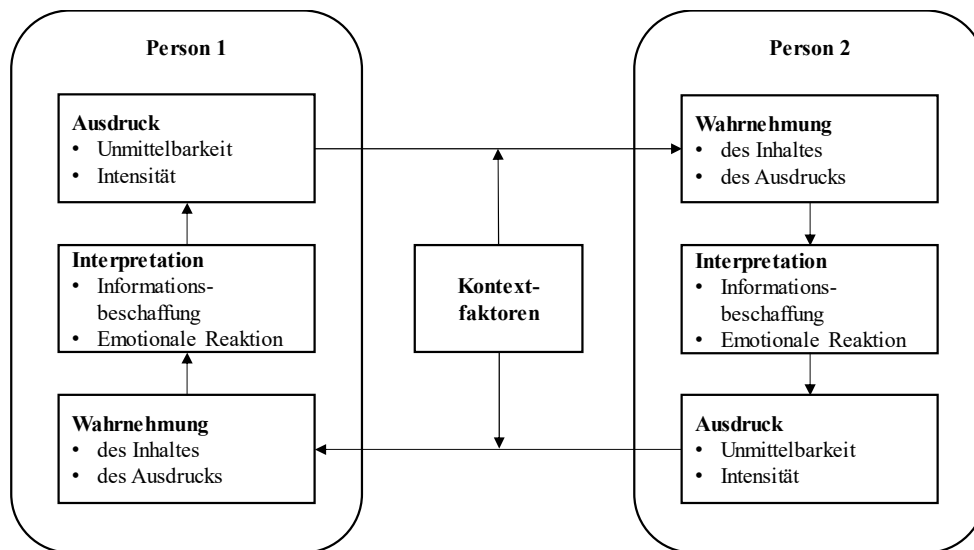 Person 1
Ausdruck
• Unmittelbarkeit
• Intensität
Interpretation
• Informations-
beschaffung
• Emotionale Reaktion
Wahrnehmung
• des Inhaltes
• des Ausdrucks
Kontext-
faktoren
Person 2
Wahrnehmung
• des Inhaltes
• des Ausdrucks
Interpretation
• Informations-
beschaffung
• Emotionale Reaktion
Ausdruck
• Unmittelbarkeit
• Intensität